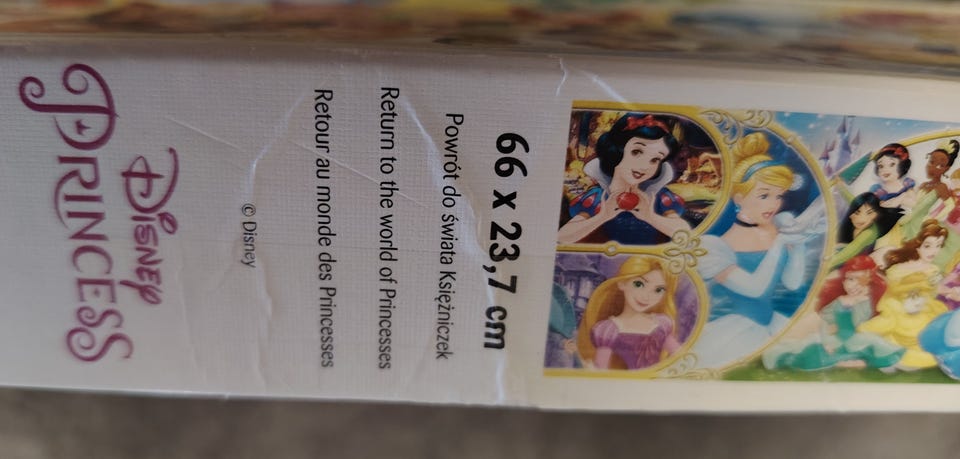 66 x 23,7 cm
Powrót do świata Księżniczek
Return to the world of Princesses
Retour au monde des Princesses
© Disney
Disney
PRINCESS